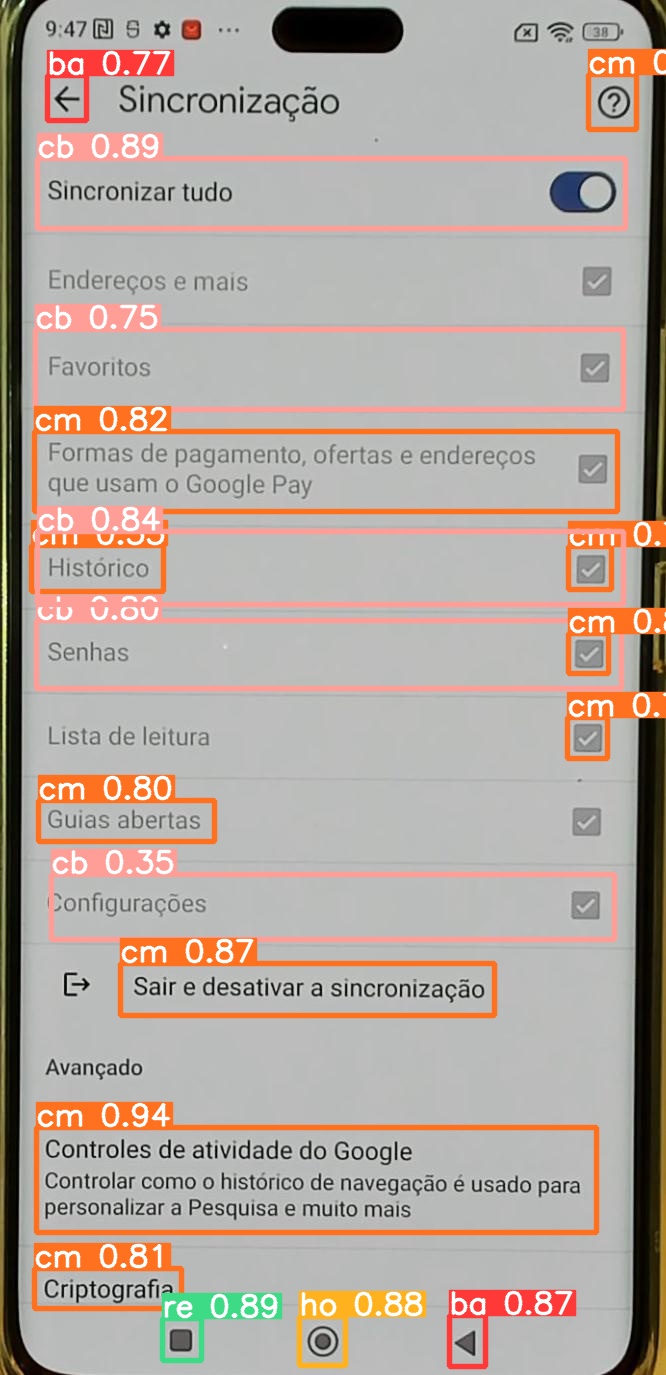 9:47
38
ba 0.77
cm 0
Sincronização
cb 0.89
Sincronizar tudo
Endereços e mais
cb 0.75
Favoritos
cm 0.82
Formas de pagamento, ofertas e endereços
que usam o Google Pay
cb 0.84
cm 0.
Histórico
cb 0.80
cm 0.8
Senhas
cm 0.
Lista de leitura
cm 0.80
Guias abertas
cb 0.35
Configurações
cm 0.87
Sair e desativar a sincronização
Avançado
cm 0.94
Controles de atividade do Google
Controlar como o histórico de navegação é usado para
personalizar a Pesquisa e muito mais
cm 0.81
Criptografia
re 0.89 ho 0.88 ba 0.87